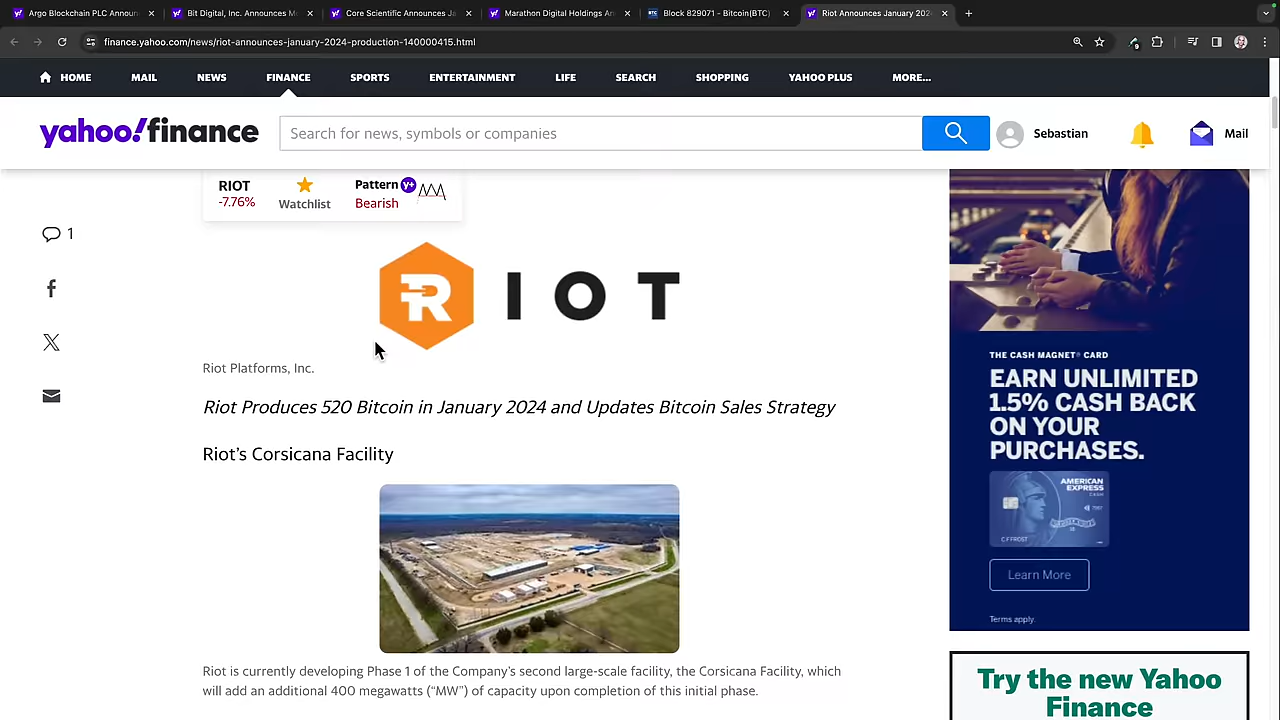 Argo Blockchain PLC Announ
Bit Digital, Inc. Announces M
Core Scientific Announces Ja
Marathon Digital Holdings An
Block 829071 - Bitcoin(BTC)
Riot Announces January 202
finance.yahoo.com/news/riot-announces-january-2024-production-140000415.html
HOME MAIL NEWS FINANCE SPORTS ENTERTAINMENT LIFE SEARCH SHOPPING YAHOO PLUS MORE...
yahoo!finance
Search for news, symbols or companies
Sebastian
Mail
RIOT
-7.76%
Watchlist
Pattern Y+
Bearish
1
RIOT
Riot Platforms, Inc.
Riot Produces 520 Bitcoin in January 2024 and Updates Bitcoin Sales Strategy
Riot's Corsicana Facility
Riot is currently developing Phase 1 of the Company's second large-scale facility, the Corsicana Facility, which
will add an additional 400 megawatts ("MW") of capacity upon completion of this initial phase.
THE CASH MAGNET® CARD
EARN UNLIMITED
1.5% CASH BACK
ON YOUR
PURCHASES.
AMERICAN
EXPRESS
C F FROST
Learn More
Terms apply.
Try the new Yahoo
Finance